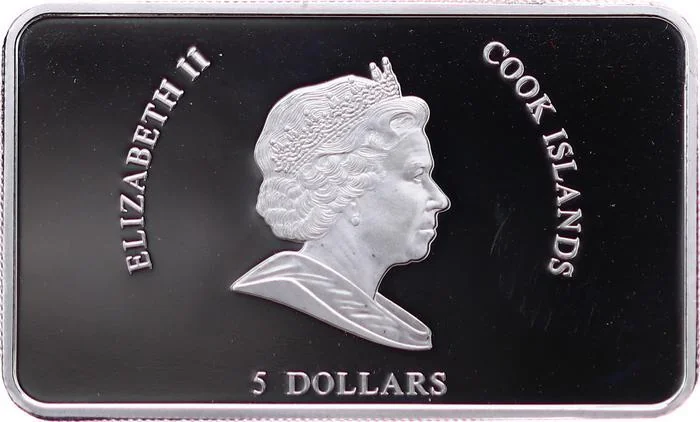 ELIZABETH II
COOK ISLANDS
5 DOLLARS